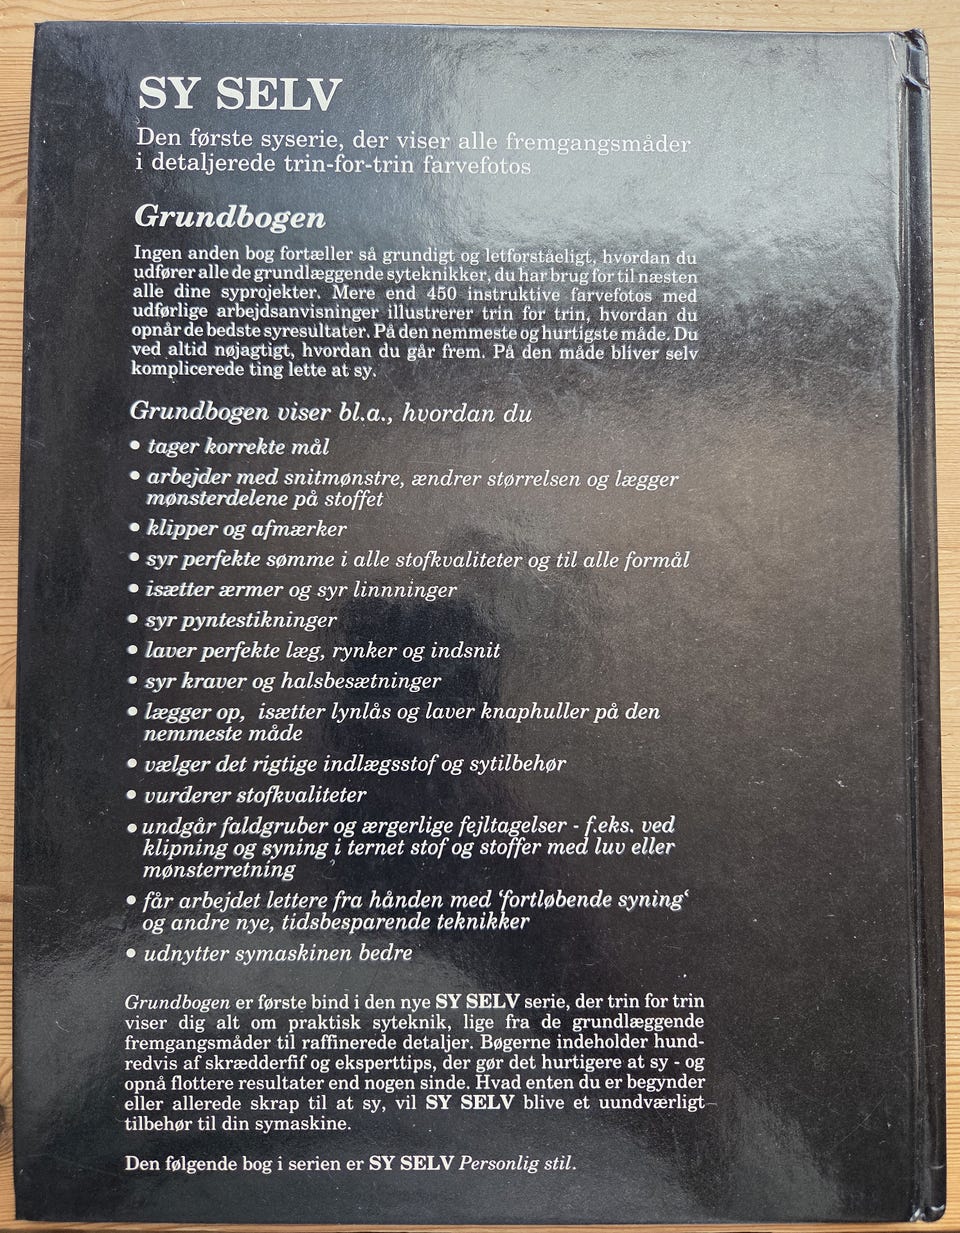 SY SELV
Den første syserie, der viser alle fremgangsmåder
i detaljerede trin-for-trin farvefotos
Grundbogen
Ingen anden bog fortæller så grundigt og letforståeligt, hvordan du
udfører alle de grundlæggende syteknikker, du har brug for til næsten
alle dine syprojekter. Mere end 450 instruktive farvefotos med
udførlige arbejdsanvisninger illustrerer trin for trin, hvordan du
opnår de bedste syresultater. På den nemmeste og hurtigste måde. Du
ved altid nøjagtigt, hvordan du går frem. På den måde bliver selv
komplicerede ting lette at sy.
Grundbogen viser bl.a., hvordan du
• tager korrekte mål
• arbejder med snitmønstre, ændrer størrelsen og lægger
mønsterdelene på stoffet
• klipper og afmærker
• syr perfekte sømme i alle stofkvaliteter og til alle formål
• isætter ærmer og syr linnninger
• syr pyntestikninger
• laver perfekte læg, rynker og indsnit
• syr kraver og halsbesætninger
• lægger op, isætter lynlås og laver knaphuller på den
nemmeste måde
• vælger det rigtige indlægsstof og sytilbehør
• vurderer stofkvaliteter
• undgår faldgruber og ærgerlige fejltagelser - f.eks. ved
klipning og syning i ternet stof og stoffer med luv eller
mønsterretning
• får arbejdet lettere fra hånden med ‘fortløbende syning‘
og andre nye, tidsbesparende teknikker
• udnytter symaskinen bedre
Grundbogen er første bind i den nye SY SELV serie, der trin for trin
viser dig alt om praktisk syteknik, lige fra de grundlæggende
fremgangsmåder til raffinerede detaljer. Bøgerne indeholder hund-
redvis af skrædderfif og eksperttips, der gør det hurtigere at sy - og
opnå flottere resultater end nogen sinde. Hvad enten du er begynder
eller allerede skrap til at sy, vil SY SELV blive et uundværligt
tilbehør til din symaskine.
Den følgende bog i serien er SY SELV Personlig stil.